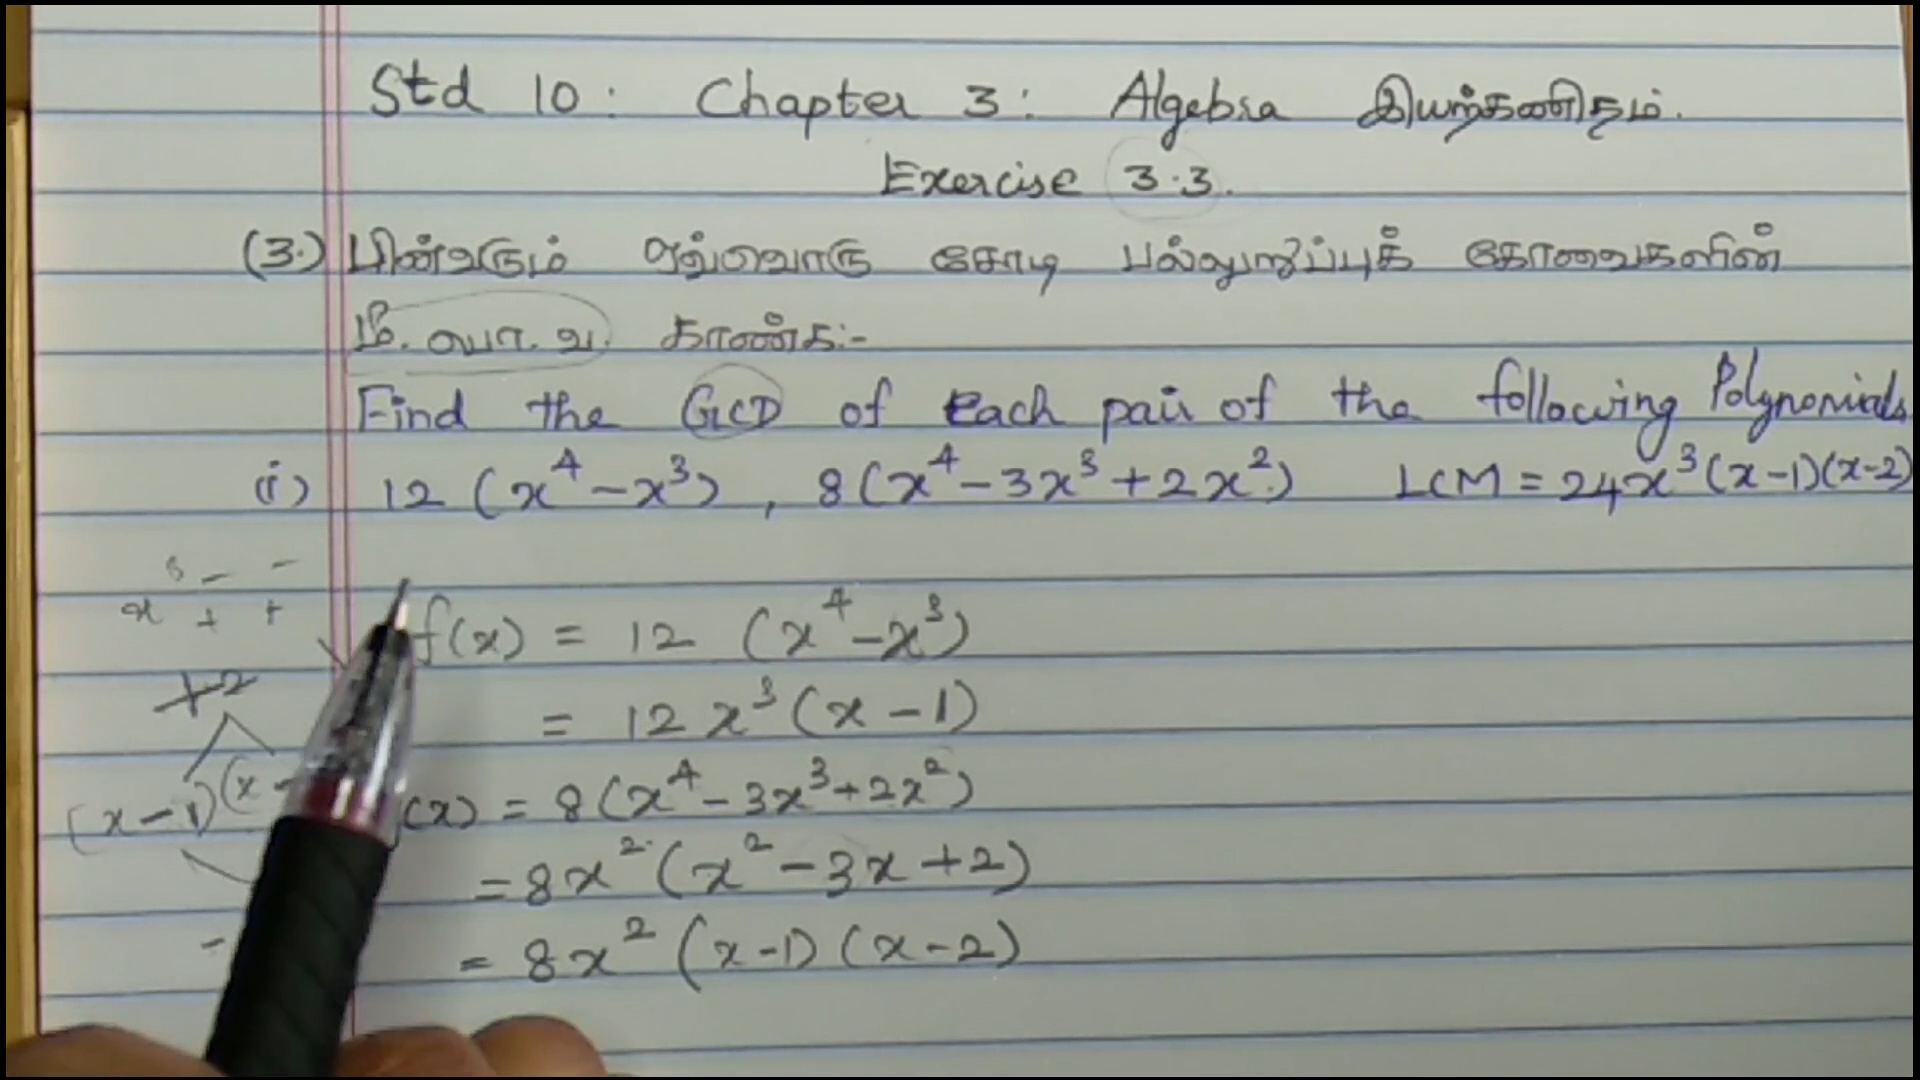 Std 10: Chapter 3: Algebra இயற்கணிதம்.
Exercise 3.3.
(3.) பின்வரும் ஒவ்வொரு சோடி பல்லுறுப்புக் கோவைகளின்
மீ. பொ. வ. காண்க:-
Find the GCD of each pair of the following Polynomials
(i) 12 (x⁴ - x³) , 8(x⁴ - 3x³ + 2x²) LCM = 24x³(x-1)(x-2)
f(x) = 12 (x⁴ - x³)
= 12x³(x - 1)
(x) = 8(x⁴ - 3x³ + 2x²)
= 8x²(x² - 3x + 2)
= 8x² (x-1) (x-2)
+2
(x-1) (x-